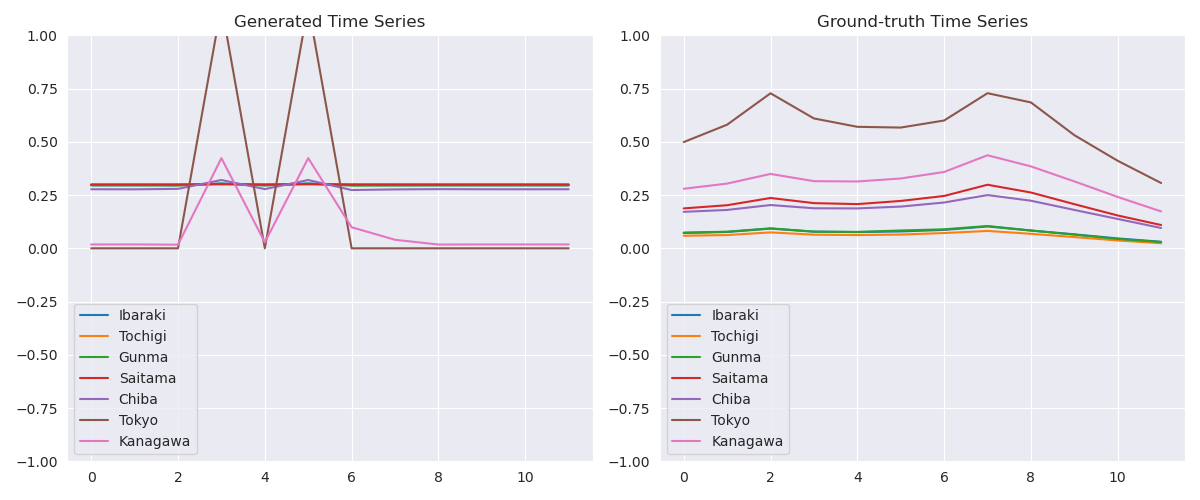 Generated Time Series
1.00
0.75
0.50
0.25
0.00
−0.25
−0.50
−0.75
−1.00
Ibaraki
Tochigi
Gunma
Saitama
Chiba
Tokyo
Kanagawa
0 2 4 6 8 10
Ground-truth Time Series
1.00
0.75
0.50
0.25
0.00
−0.25
−0.50
−0.75
−1.00
Ibaraki
Tochigi
Gunma
Saitama
Chiba
Tokyo
Kanagawa
0 2 4 6 8 10